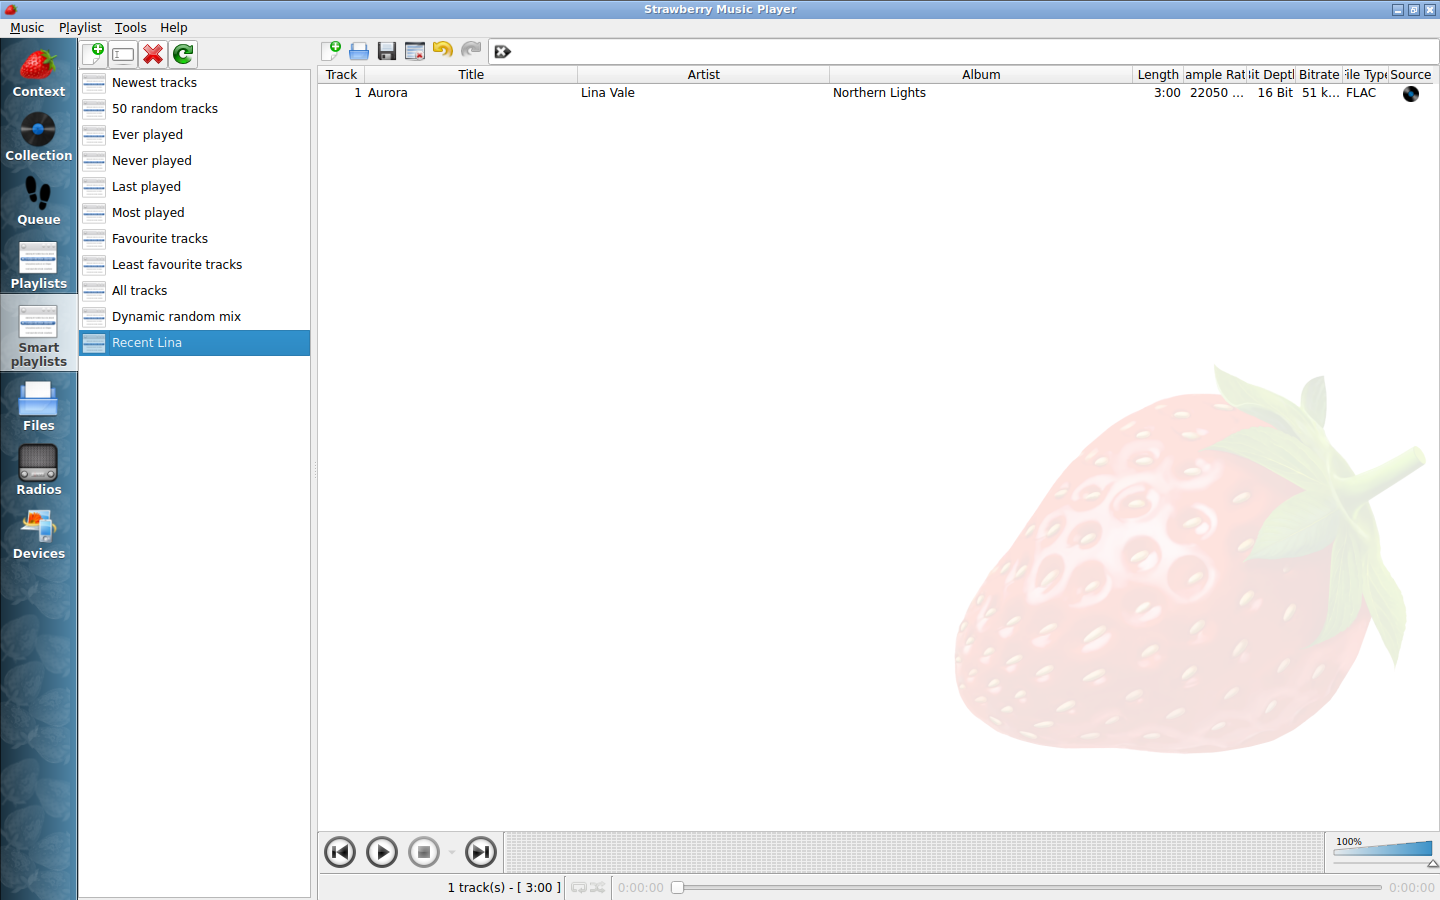 Strawberry Music Player
Music Playlist Tools Help
Context
Collection
Queue
Playlists
Smart
playlists
Files
Radios
Devices
Newest tracks
50 random tracks
Ever played
Never played
Last played
Most played
Favourite tracks
Least favourite tracks
All tracks
Dynamic random mix
Recent Lina
Track Title Artist Album Length ample Rat it Dept Bitrate ile Type Source
1 Aurora Lina Vale Northern Lights 3:00 22050 ... 16 Bit 51 k... FLAC
100%
1 track(s) - [ 3:00 ] 0:00:00 0:00:00